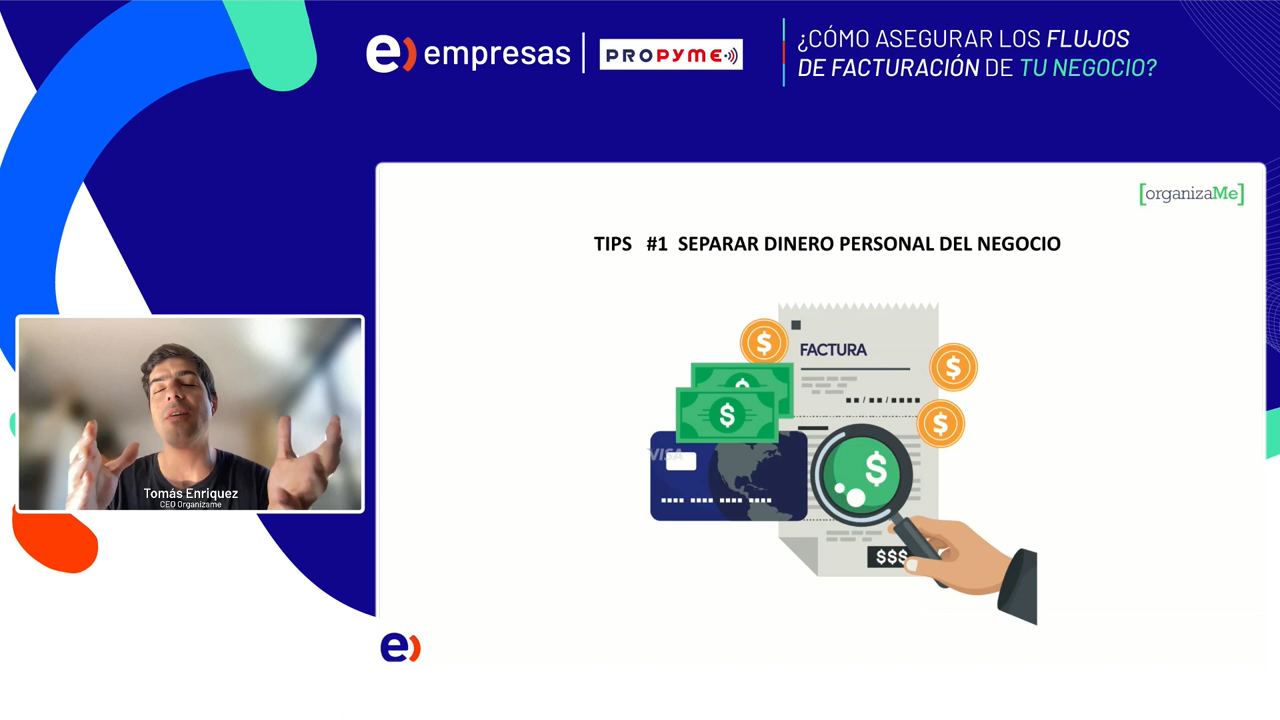 e) empresas
PROPYME
¿CÓMO ASEGURAR LOS FLUJOS
DE FACTURACIÓN DE TU NEGOCIO?
[organizaMe]
TIPS #1 SEPARAR DINERO PERSONAL DEL NEGOCIO
FACTURA
$
$
$
$
$
VISA
$
$$$
Tomás Enriquez
CEO Organizame
e)